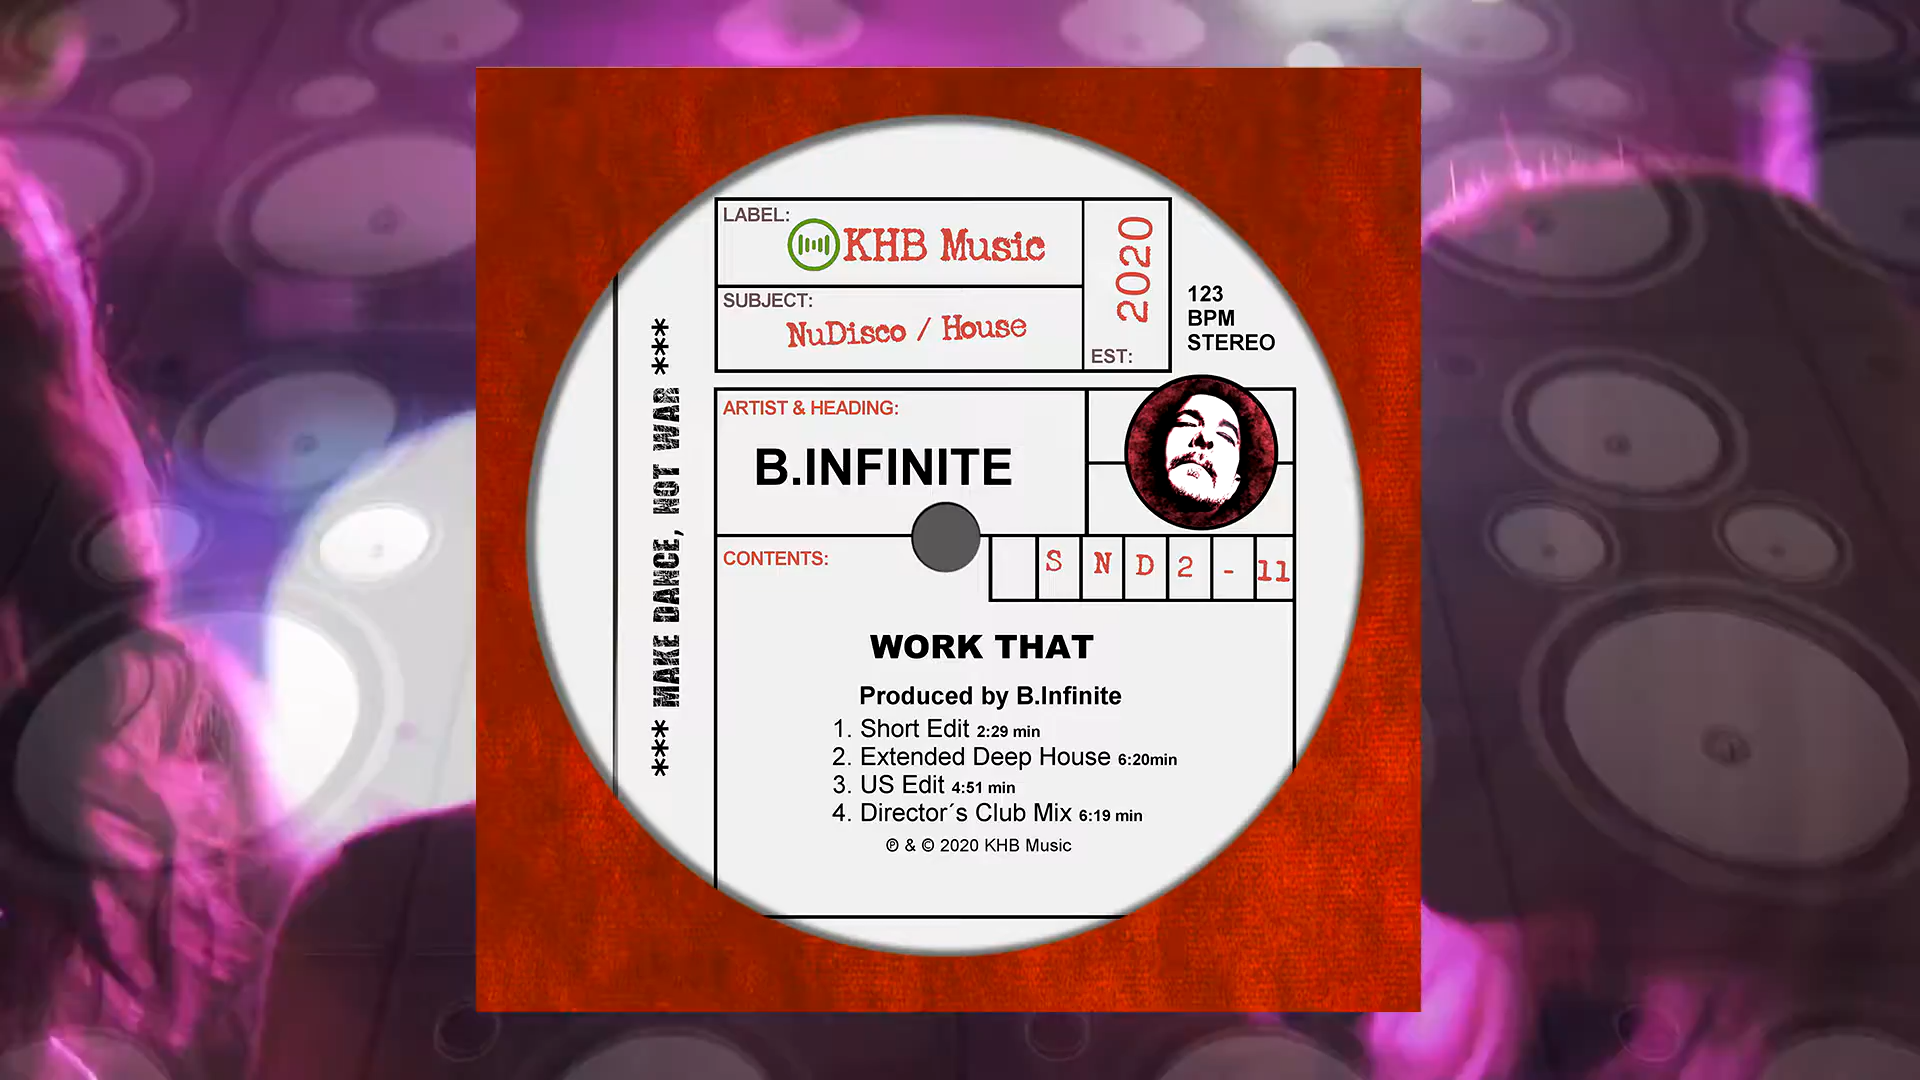 LABEL:
KHB Music
2020
EST:
SUBJECT:
NuDisco / House
123
BPM
STEREO
*** MAKE DANCE, NOT WAR ***
ARTIST & HEADING:
B.INFINITE
CONTENTS:
S N D 2 - 11
WORK THAT
Produced by B.Infinite
1. Short Edit 2:29 min
2. Extended Deep House 6:20min
3. US Edit 4:51 min
4. Director´s Club Mix 6:19 min
℗ & © 2020 KHB Music